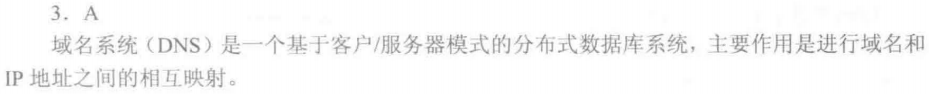 3．A
域名系统（DNS）是一个基于客户/服务器模式的分布式数据库系统，主要作用是进行域名和
IP 地址之间的相互映射。